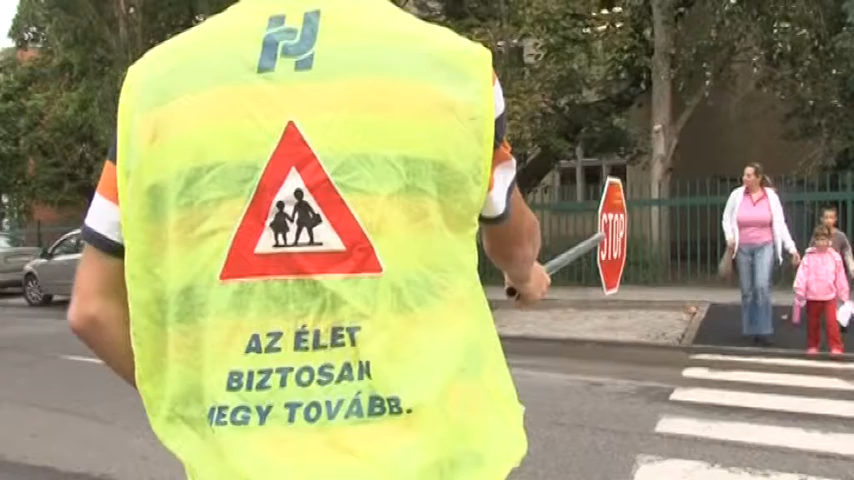 H
AZ ÉLET
BIZTOSAN
MEGY TOVÁBB.
STOP